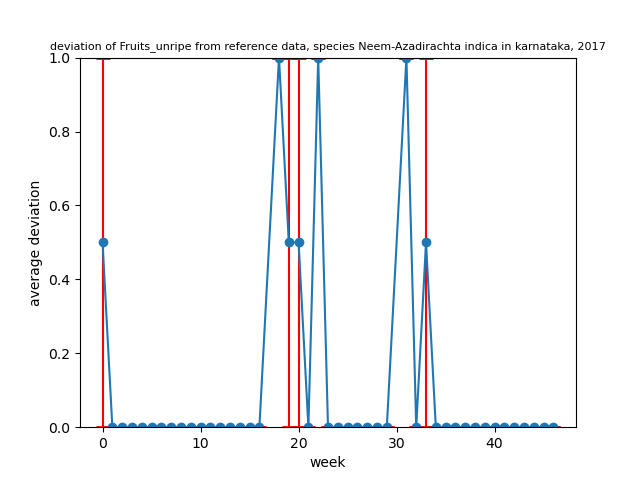 deviation of Fruits_unripe from reference data, species Neem-Azadirachta indica in karnataka, 2017
1.0
0.8
0.6
0.4
0.2
0.0
average deviation
0 10 20 30 40
week